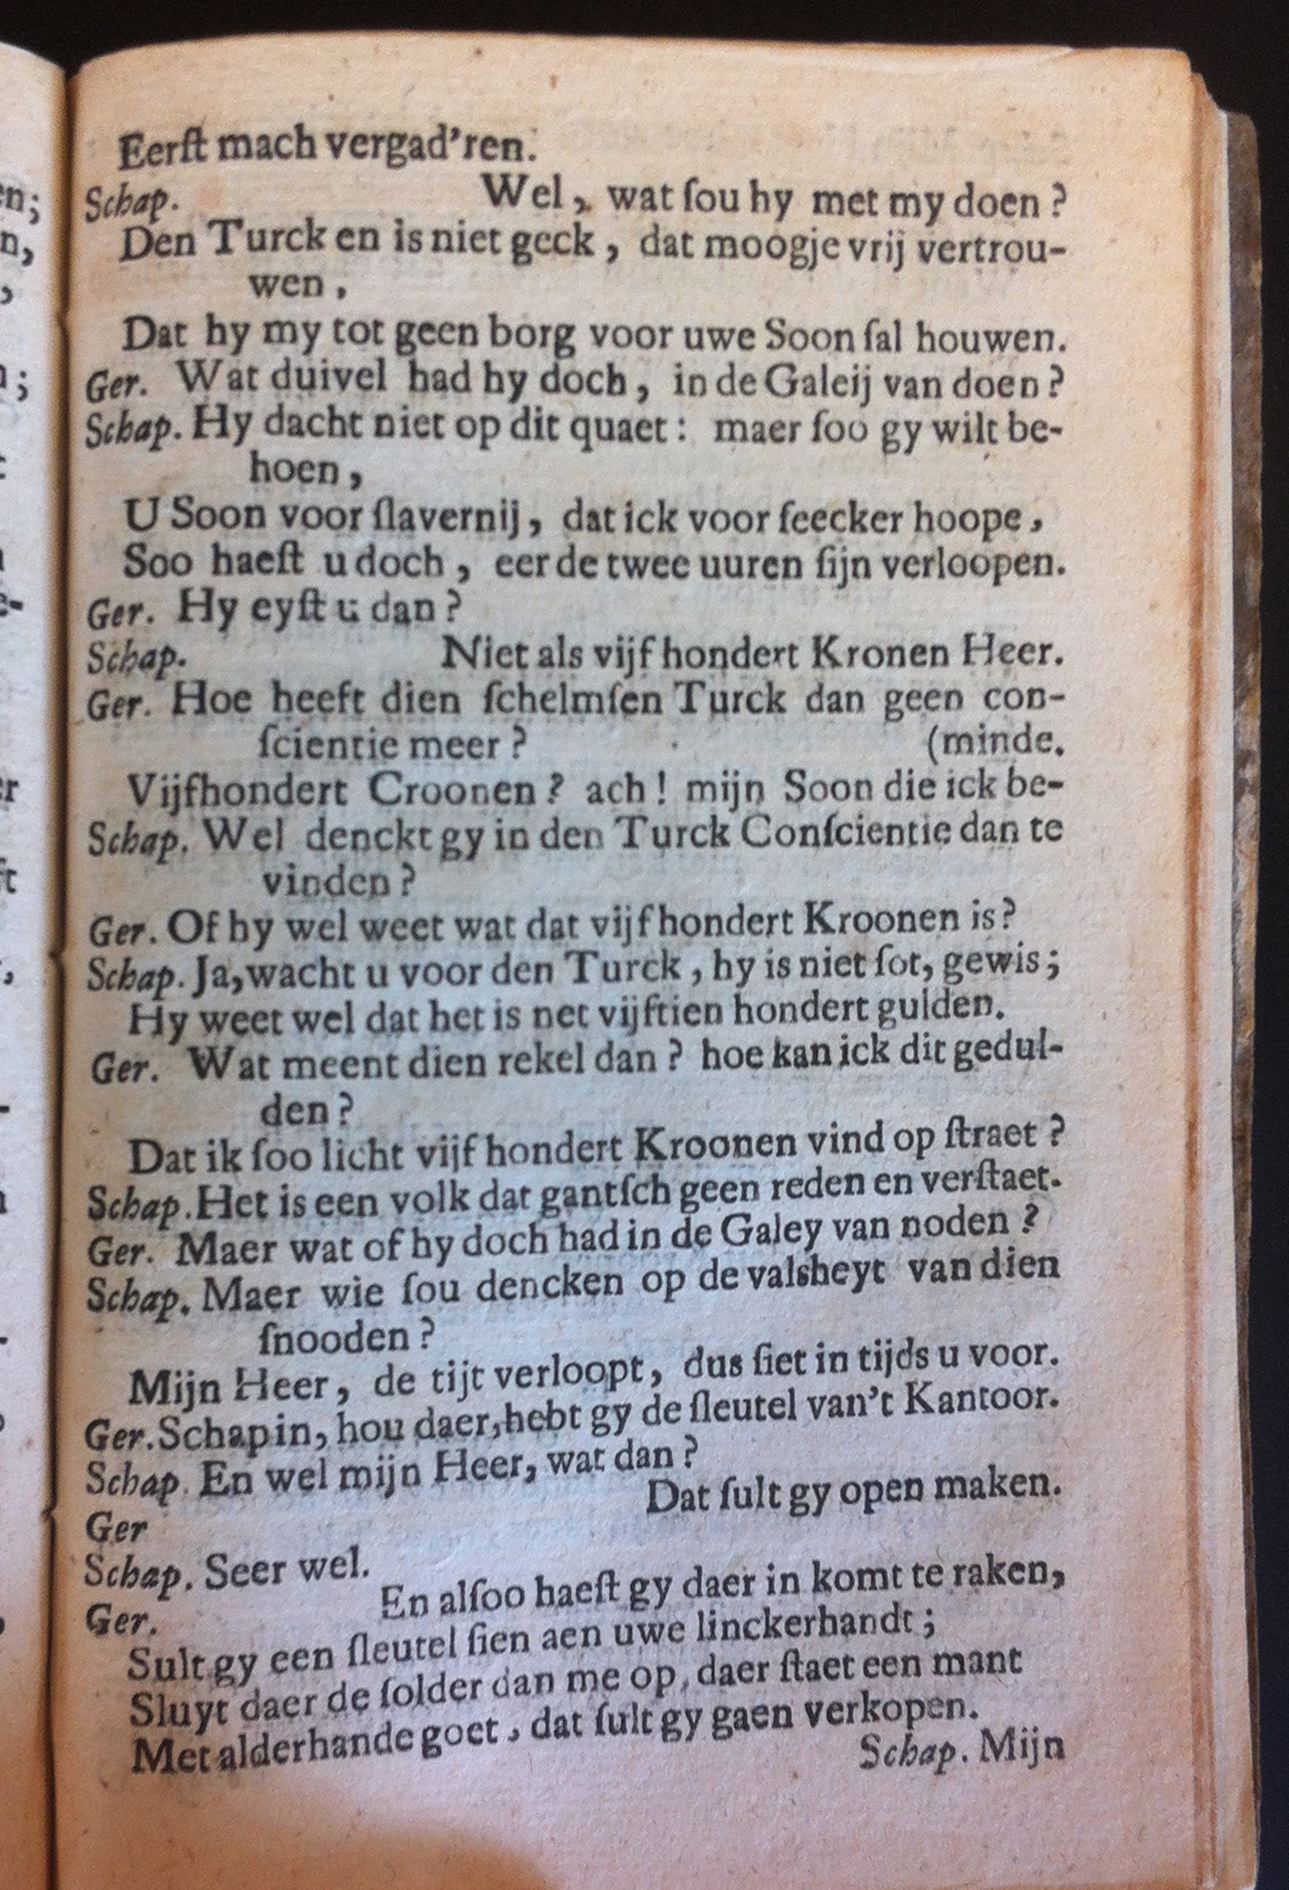 Eerſt mach vergad'ren.
Schap. Wel, wat ſou hy met my doen?
Den Turck en is niet geck, dat moogje vrij vertrou-
wen,
Dat hy my tot geen borg voor uwe Soon ſal houwen.
Ger. Wat duivel had hy doch, in de Galeij van doen?
Schap. Hy dacht niet op dit quaet: maer ſoo gy wilt be-
hoen,
U Soon voor ſlavernij, dat ick voor ſeecker hoope,
Soo haeſt u doch, eer de twee uuren ſijn verloopen.
Ger. Hy eyſt u dan?
Schap. Niet als vijf hondert Kronen Heer.
Ger. Hoe heeft dien ſchelmſen Turck dan geen con-
ſcientie meer? (minde.
Vijfhondert Croonen? ach! mijn Soon die ick be-
Schap. Wel denckt gy in den Turck Conſcientie dan te
vinden?
Ger. Of hy wel weet wat dat vijf hondert Kroonen is?
Schap. Ja, wacht u voor den Turck, hy is niet ſot, gewis;
Hy weet wel dat het is net vijftien hondert gulden.
Ger. Wat meent dien rekel dan? hoe kan ick dit gedul-
den?
Dat ik ſoo licht vijf hondert Kroonen vind op ſtraet?
Schap. Het is een volk dat gantſch geen reden en verſtaet.
Ger. Maer wat of hy doch had in de Galey van noden?
Schap. Maer wie ſou dencken op de valsheyt van dien
ſnooden?
Mijn Heer, de tijt verloopt, dus ſiet in tijds u voor.
Ger. Schapin, hou daer, hebt gy de ſleutel van't Kantoor.
Schap. En wel mijn Heer, wat dan?
Ger Dat ſult gy open maken.
Schap. Seer wel.
Ger. En alſoo haeſt gy daer in komt te raken,
Sult gy een ſleutel ſien aen uwe linckerhandt;
Sluyt daer de ſolder dan me op, daer ſtaet een mant
Met alderhande goet, dat ſult gy gaen verkopen.
Schap. Mijn